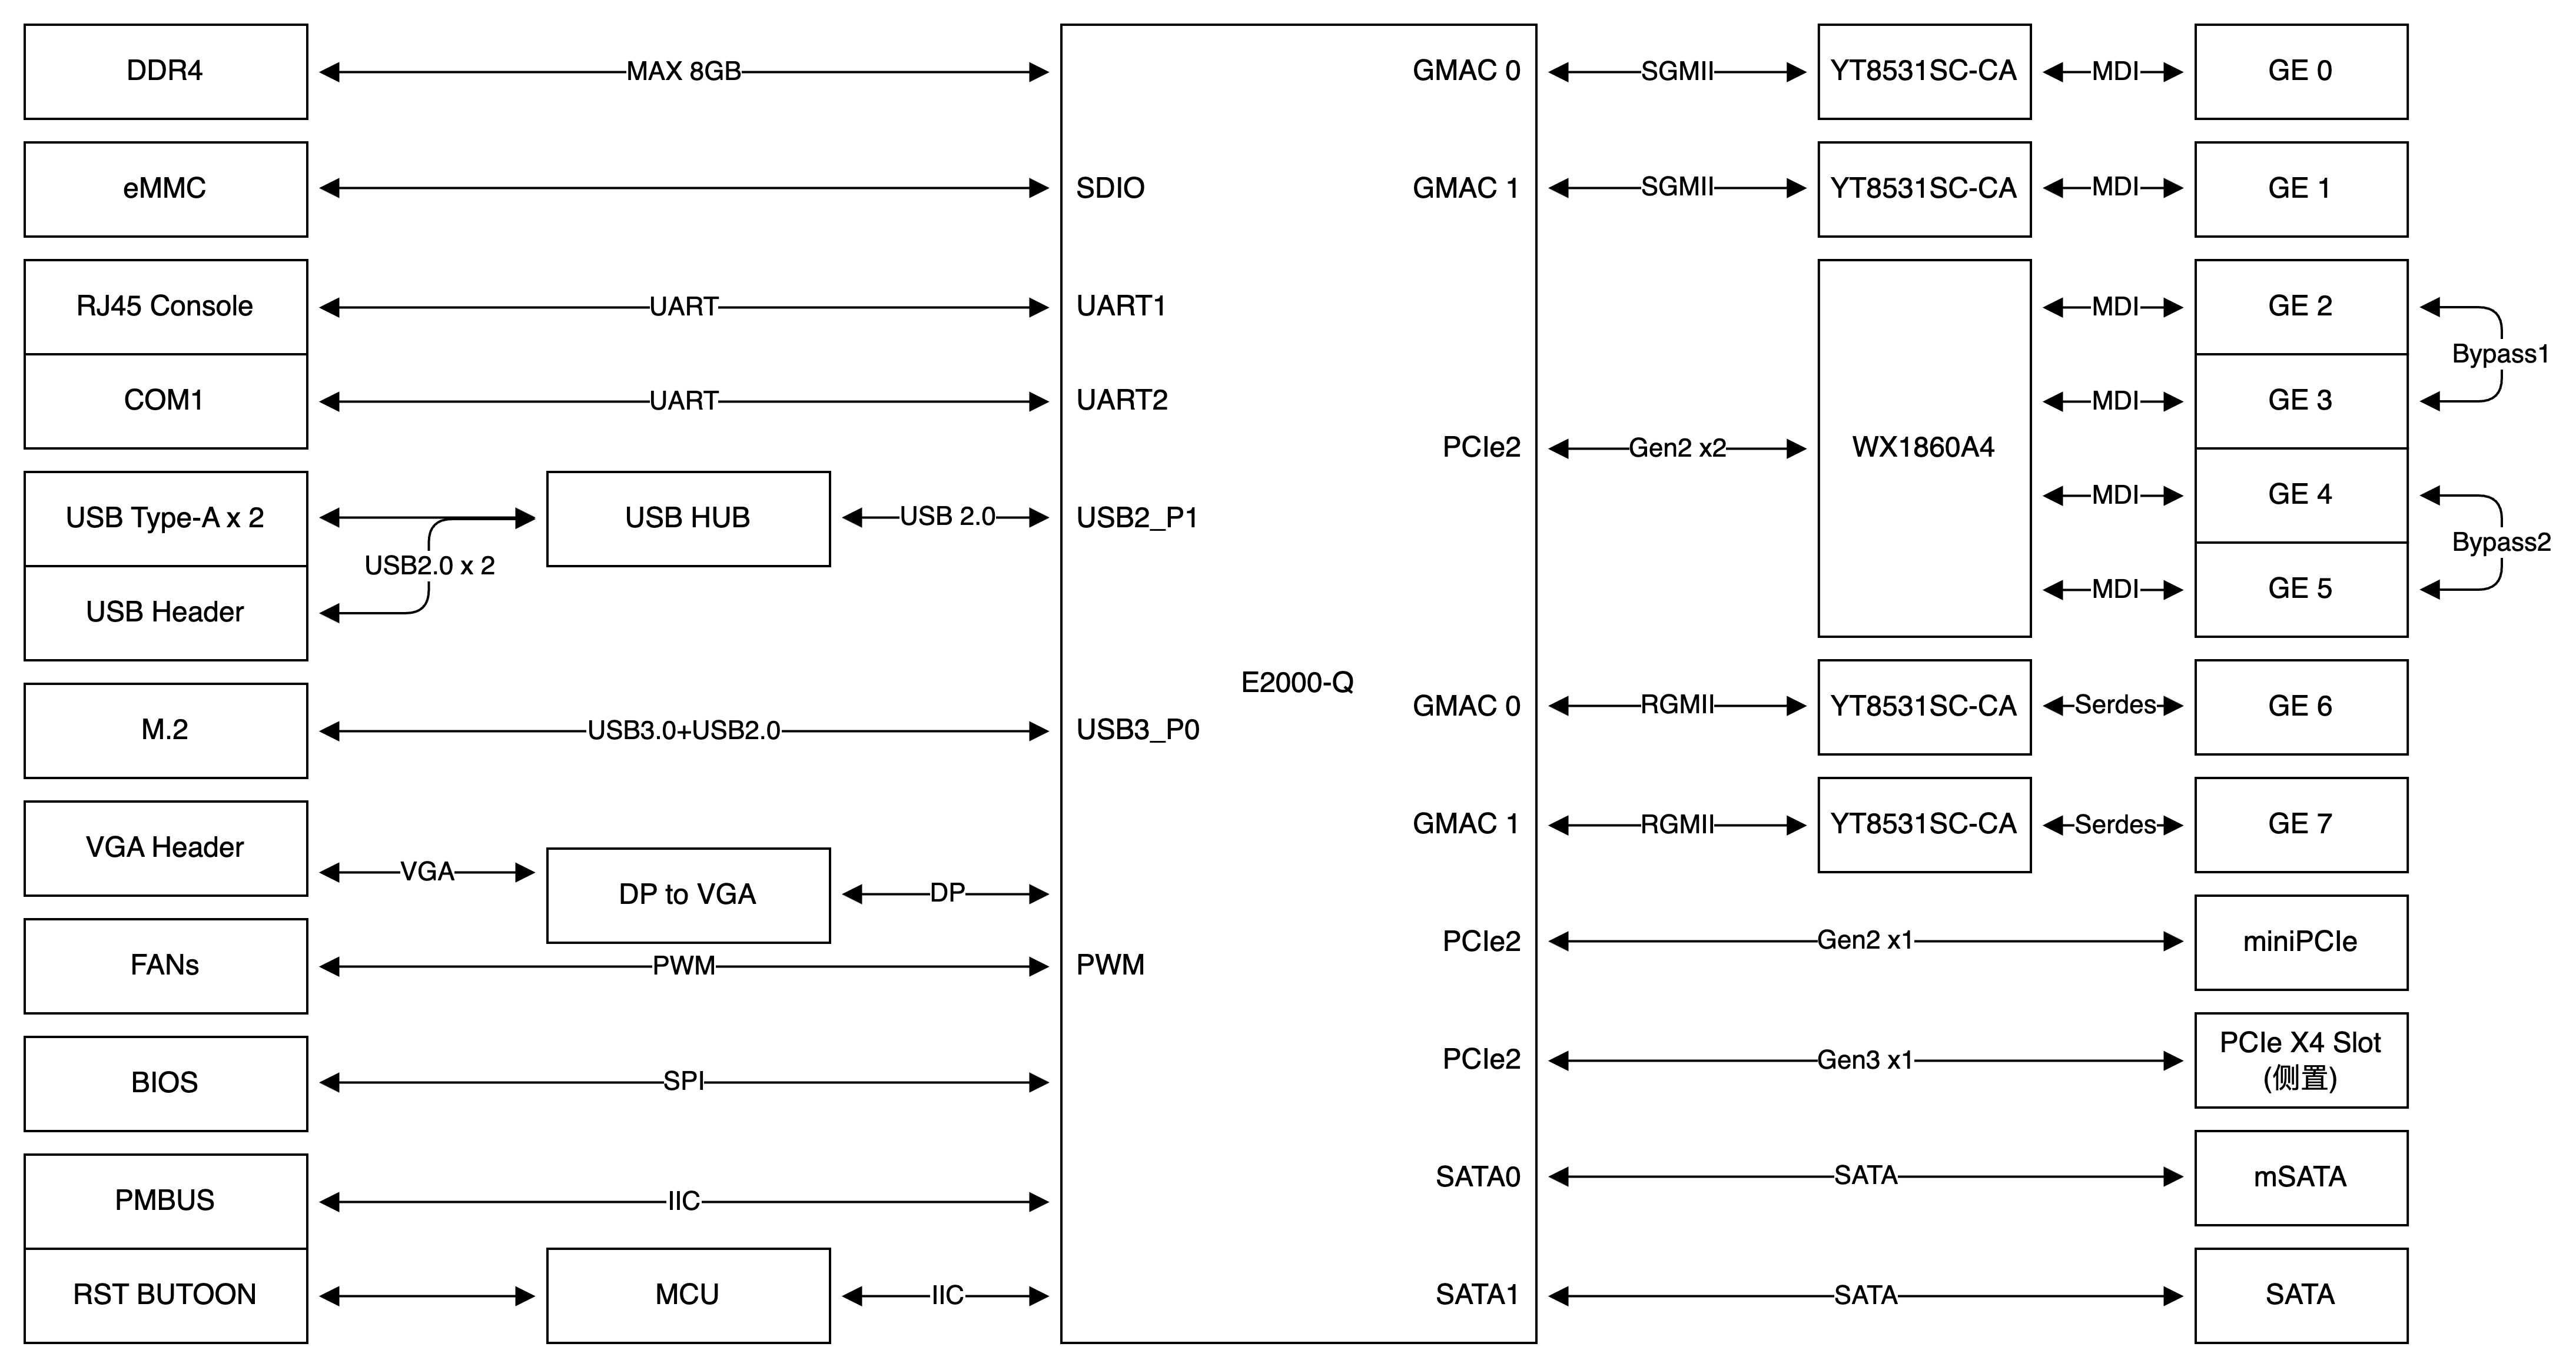 DDR4
MAX 8GB
GMAC 0
SGMII
YT8531SC-CA
MDI
GE 0
eMMC
SDIO
GMAC 1
SGMII
YT8531SC-CA
MDI
GE 1
RJ45 Console
UART
UART1
MDI
GE 2
Bypass1
COM1
UART
UART2
MDI
GE 3
PCIe2
Gen2 x2
WX1860A4
MDI
GE 4
USB Type-A x 2
USB HUB
USB 2.0
USB2_P1
Bypass2
USB2.0 x 2
USB Header
MDI
GE 5
E2000-Q
GMAC 0
RGMII
YT8531SC-CA
Serdes
GE 6
M.2
USB3.0+USB2.0
USB3_P0
GMAC 1
RGMII
YT8531SC-CA
Serdes
GE 7
VGA Header
VGA
DP to VGA
DP
PCIe2
Gen2 x1
miniPCIe
FANs
PWM
PWM
PCIe2
Gen3 x1
PCIe X4 Slot
(侧置)
BIOS
SPI
SATA0
SATA
mSATA
PMBUS
IIC
RST BUTOON
MCU
IIC
SATA1
SATA
SATA